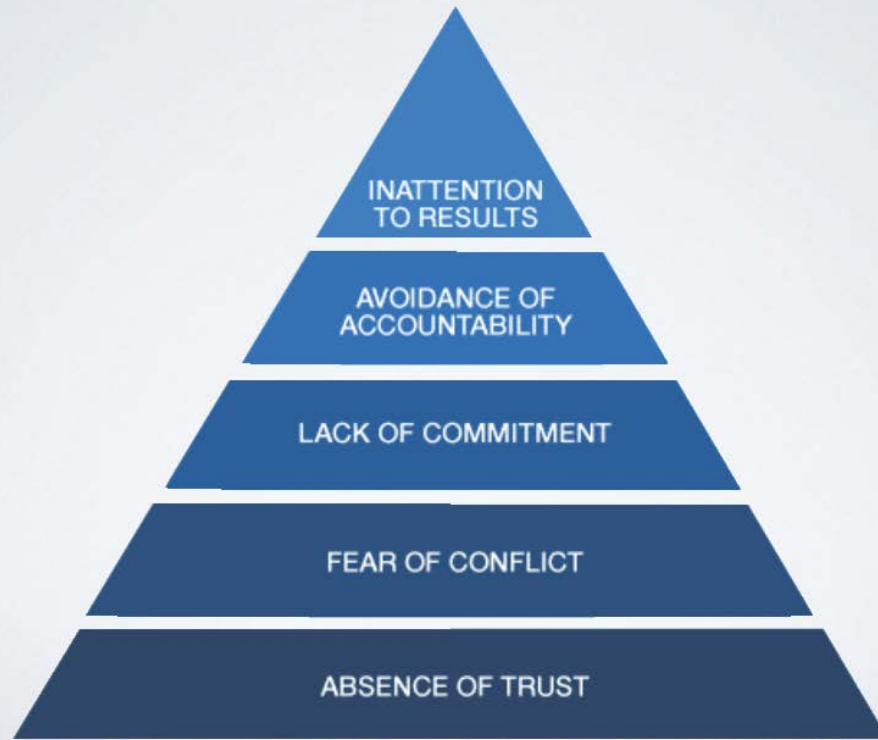 INATTENTION
TO RESULTS
AVOIDANCE OF
ACCOUNTABILITY
LACK OF COMMITMENT
FEAR OF CONFLICT
ABSENCE OF TRUST